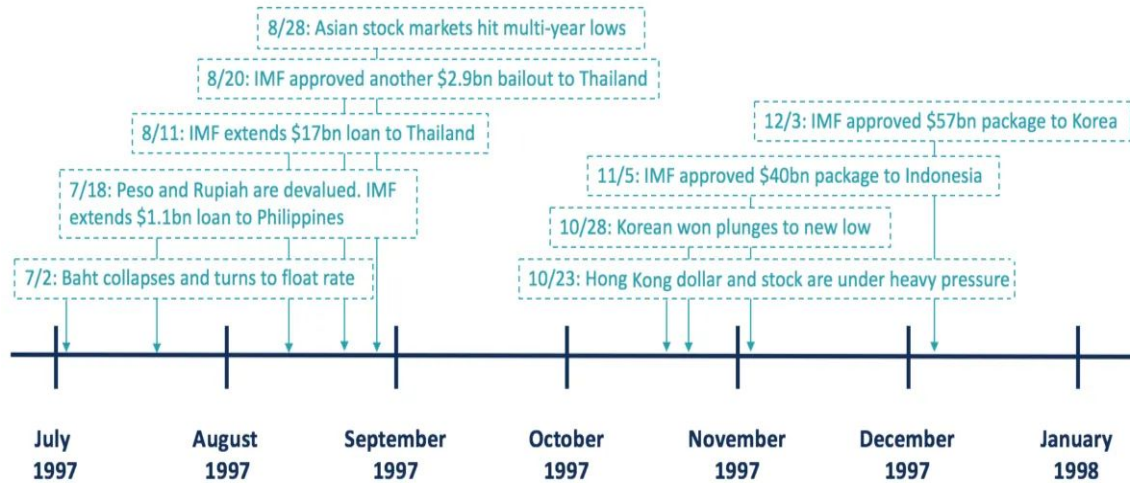 8/28: Asian stock markets hit multi-year lows
8/20: IMF approved another $2.9bn bailout to Thailand
8/11: IMF extends $17bn loan to Thailand
12/3: IMF approved $57bn package to Korea
7/18: Peso and Rupiah are devalued. IMF
extends $1.1bn loan to Philippines
11/5: IMF approved $40bn package to Indonesia
10/28: Korean won plunges to new low
7/2: Baht collapses and turns to float rate
10/23: Hong Kong dollar and stock are under heavy pressure
July
1997
August
1997
September
1997
October
1997
November
1997
December
1997
January
1998